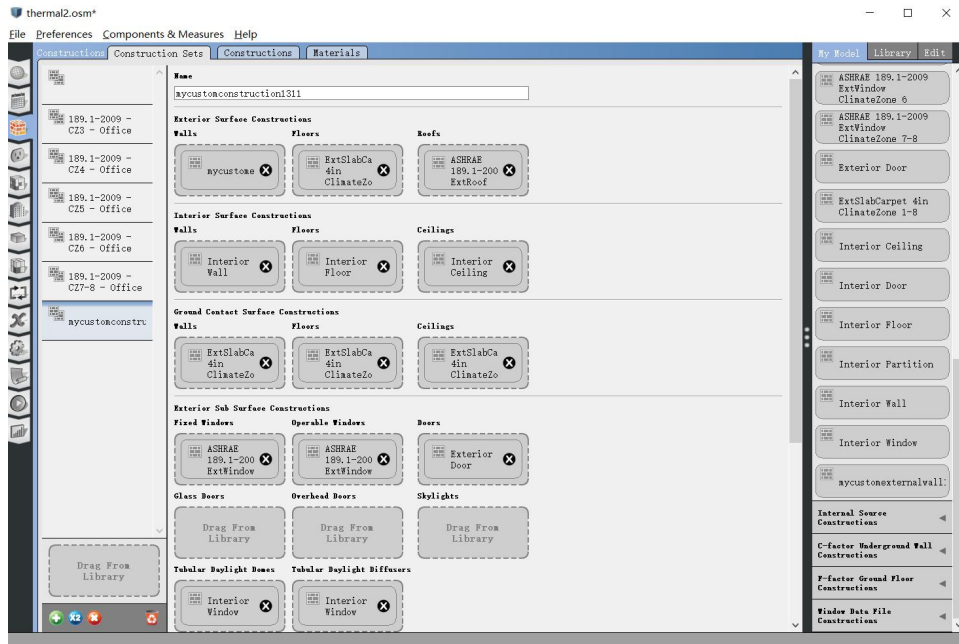 thermal2.osm*
File Preferences Components & Measures Help
Constructions Construction Sets Constructions Materials
My Model Library Edit
189.1-2009 -
CZ3 - Office
189.1-2009 -
CZ4 - Office
189.1-2009 -
CZ5 - Office
189.1-2009 -
CZ6 - Office
189.1-2009 -
CZ7-8 - Office
mycustomconstru
Drag From
Library
Name
mycustomconstruction1311
Exterior Surface Constructions
Walls Floors Roofs
mycustome
ExtSlabCa
4in
ClimateZo
ASHRAE
189.1-200
ExtRoof
Interior Surface Constructions
Walls Floors Ceilings
Interior
Wall
Interior
Floor
Interior
Ceiling
Ground Contact Surface Constructions
Walls Floors Ceilings
ExtSlabCa
4in
ClimateZo
ExtSlabCa
4in
ClimateZo
ExtSlabCa
4in
ClimateZo
Exterior Sub Surface Constructions
Fixed Windows Operable Windows Doors
ASHRAE
189.1-200
ExtWindow
ASHRAE
189.1-200
ExtWindow
Exterior
Door
Glass Doors Overhead Doors Skylights
Drag From
Library
Drag From
Library
Drag From
Library
Tubular Daylight Domes Tubular Daylight Diffusers
Interior
Window
Interior
Window
ASHRAE 189.1-2009
ExtWindow
ClimateZone 6
ASHRAE 189.1-2009
ExtWindow
ClimateZone 7-8
Exterior Door
ExtSlabCarpet 4in
ClimateZone 1-8
Interior Ceiling
Interior Door
Interior Floor
Interior Partition
Interior Wall
Interior Window
mycustomexternalwall:
Internal Source
Constructions
C-factor Underground Wall
Constructions
F-factor Ground Floor
Constructions
Window Data File
Constructions